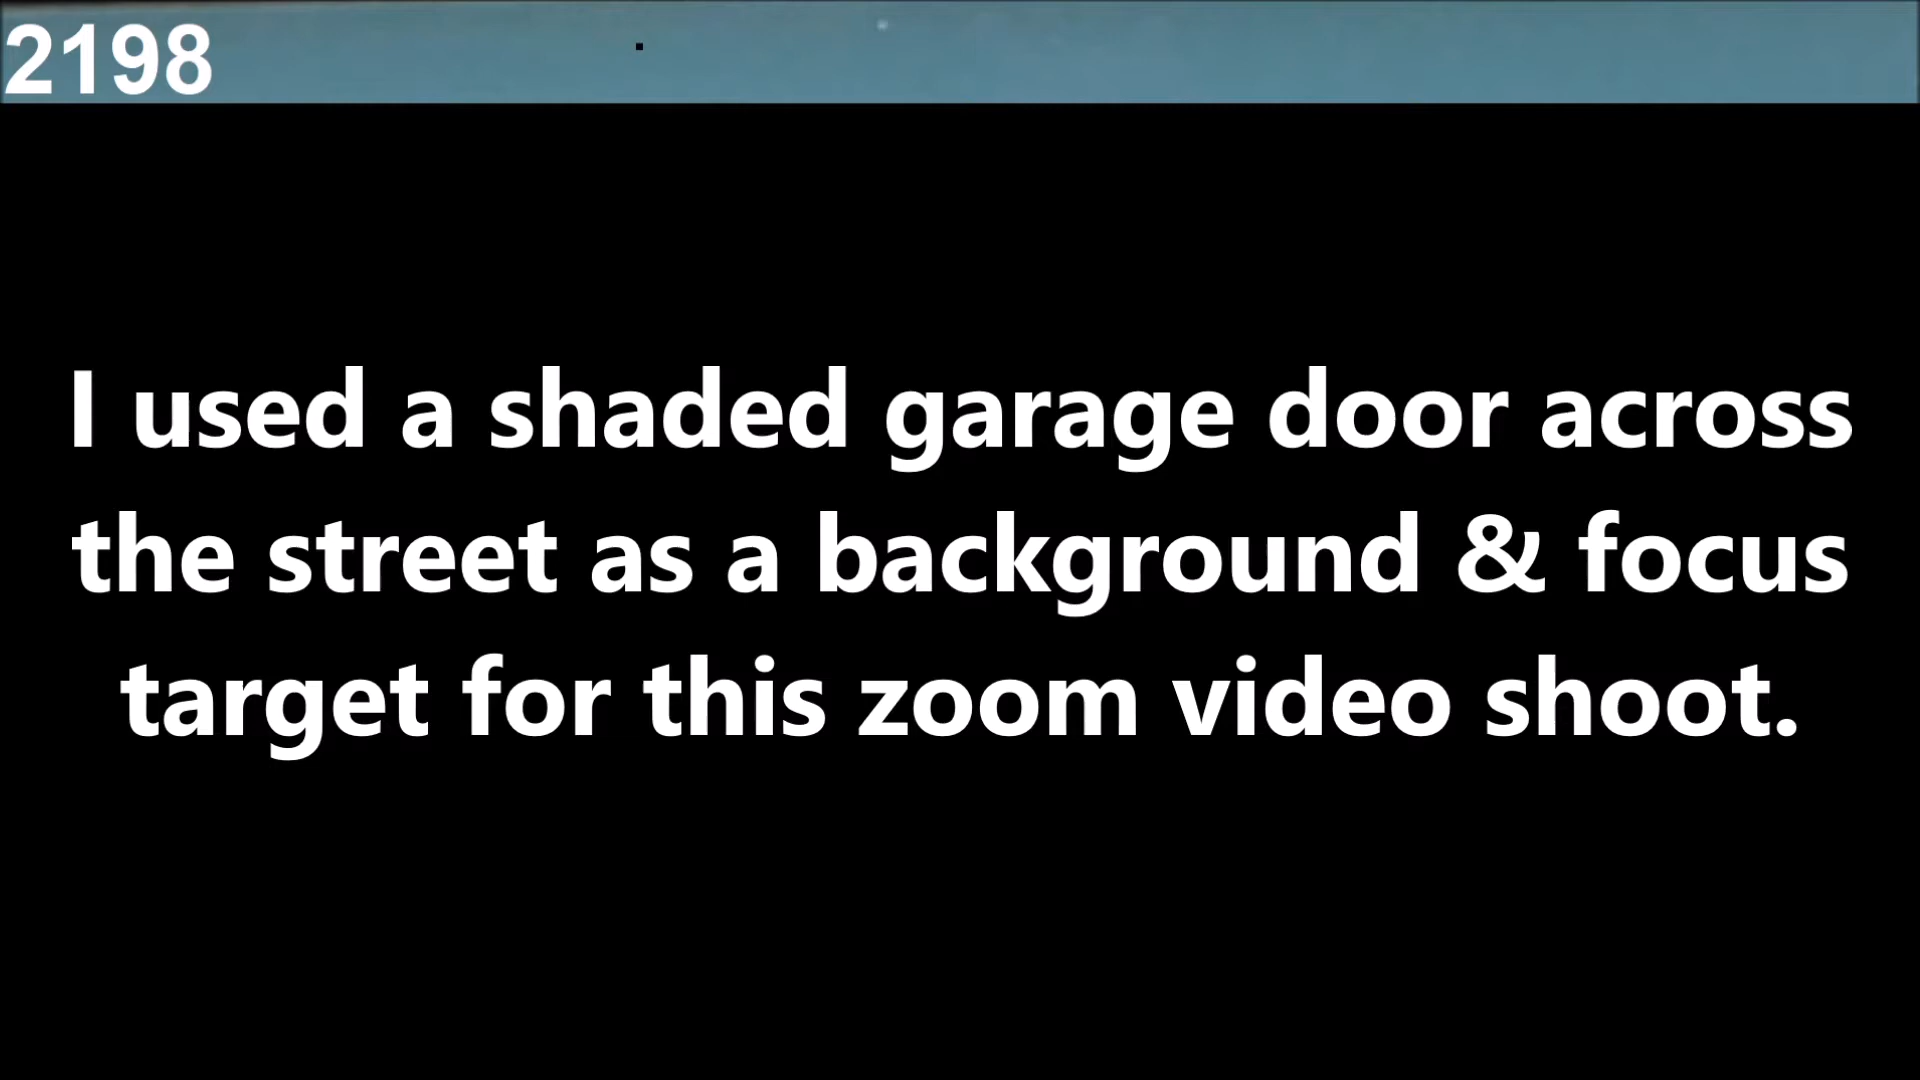 2198
I used a shaded garage door across
the street as a background & focus
target for this zoom video shoot.